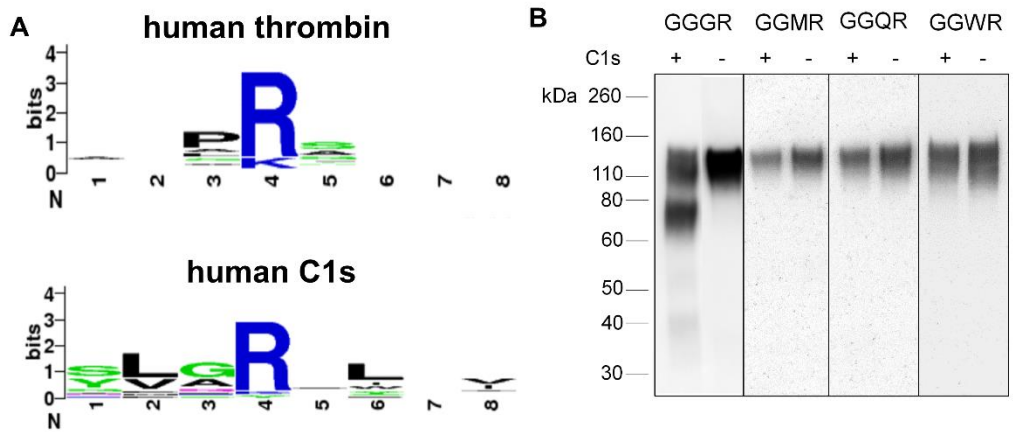 A
human thrombin
bits
4
3
2
1
0
P R
N
1 2 3 4 5 6 7 8
human C1s
bits
4
3
2
1
0
S L G R L Y
Y V A
N
1 2 3 4 5 6 7 8
B
GGGR GGMR GGQR GGWR
C1s + - + - + - + -
kDa 260
160
110
80
60
50
40
30